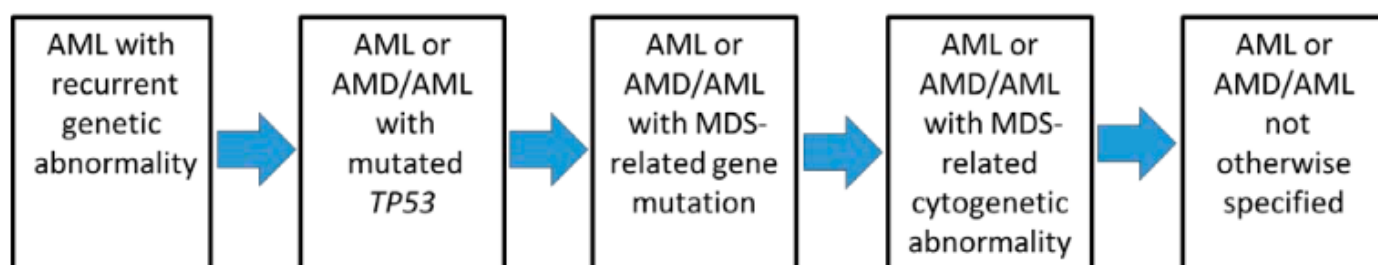 AML with
recurrent
genetic
abnormality
AML or
AMD/AML
with
mutated
TP53
AML or
AMD/AML
with MDS-
related gene
mutation
AML or
AMD/AML
with MDS-
related
cytogenetic
abnormality
AML or
AMD/AML
not
otherwise
specified